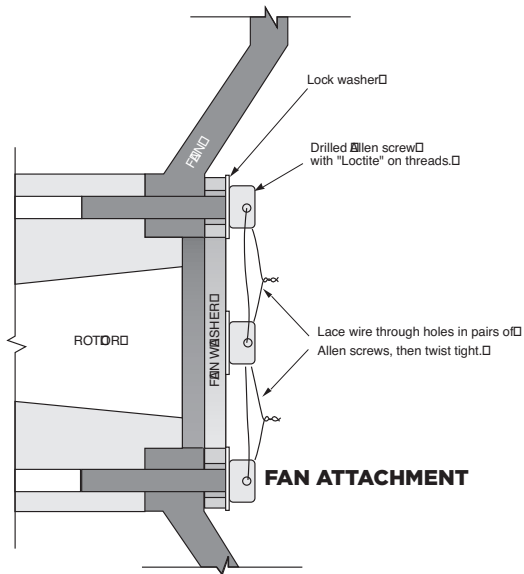 Lock washer□
FAN□
Drilled Allen screw□
with "Loctite" on threads.□
FAN WASHER□
ROTOR□
Lace wire through holes in pairs of□
Allen screws, then twist tight.□
FAN ATTACHMENT